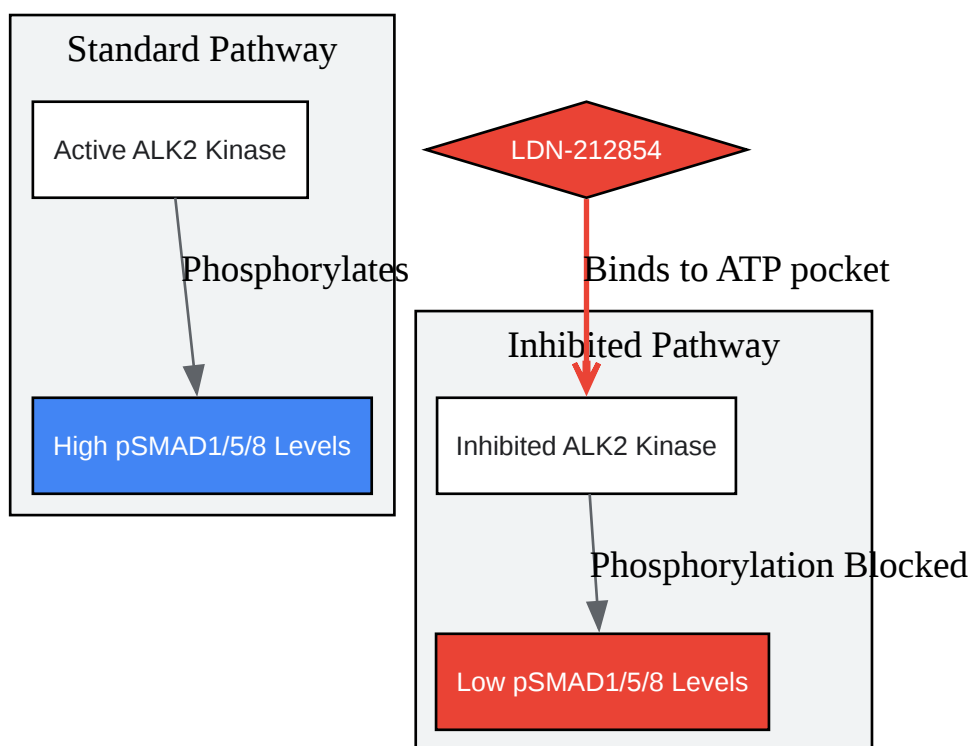 Standard Pathway
Active ALK2 Kinase
Phosphorylates
High pSMAD1/5/8 Levels
LDN-212854
Binds to ATP pocket
Inhibited Pathway
Inhibited ALK2 Kinase
Phosphorylation Blocked
Low pSMAD1/5/8 Levels